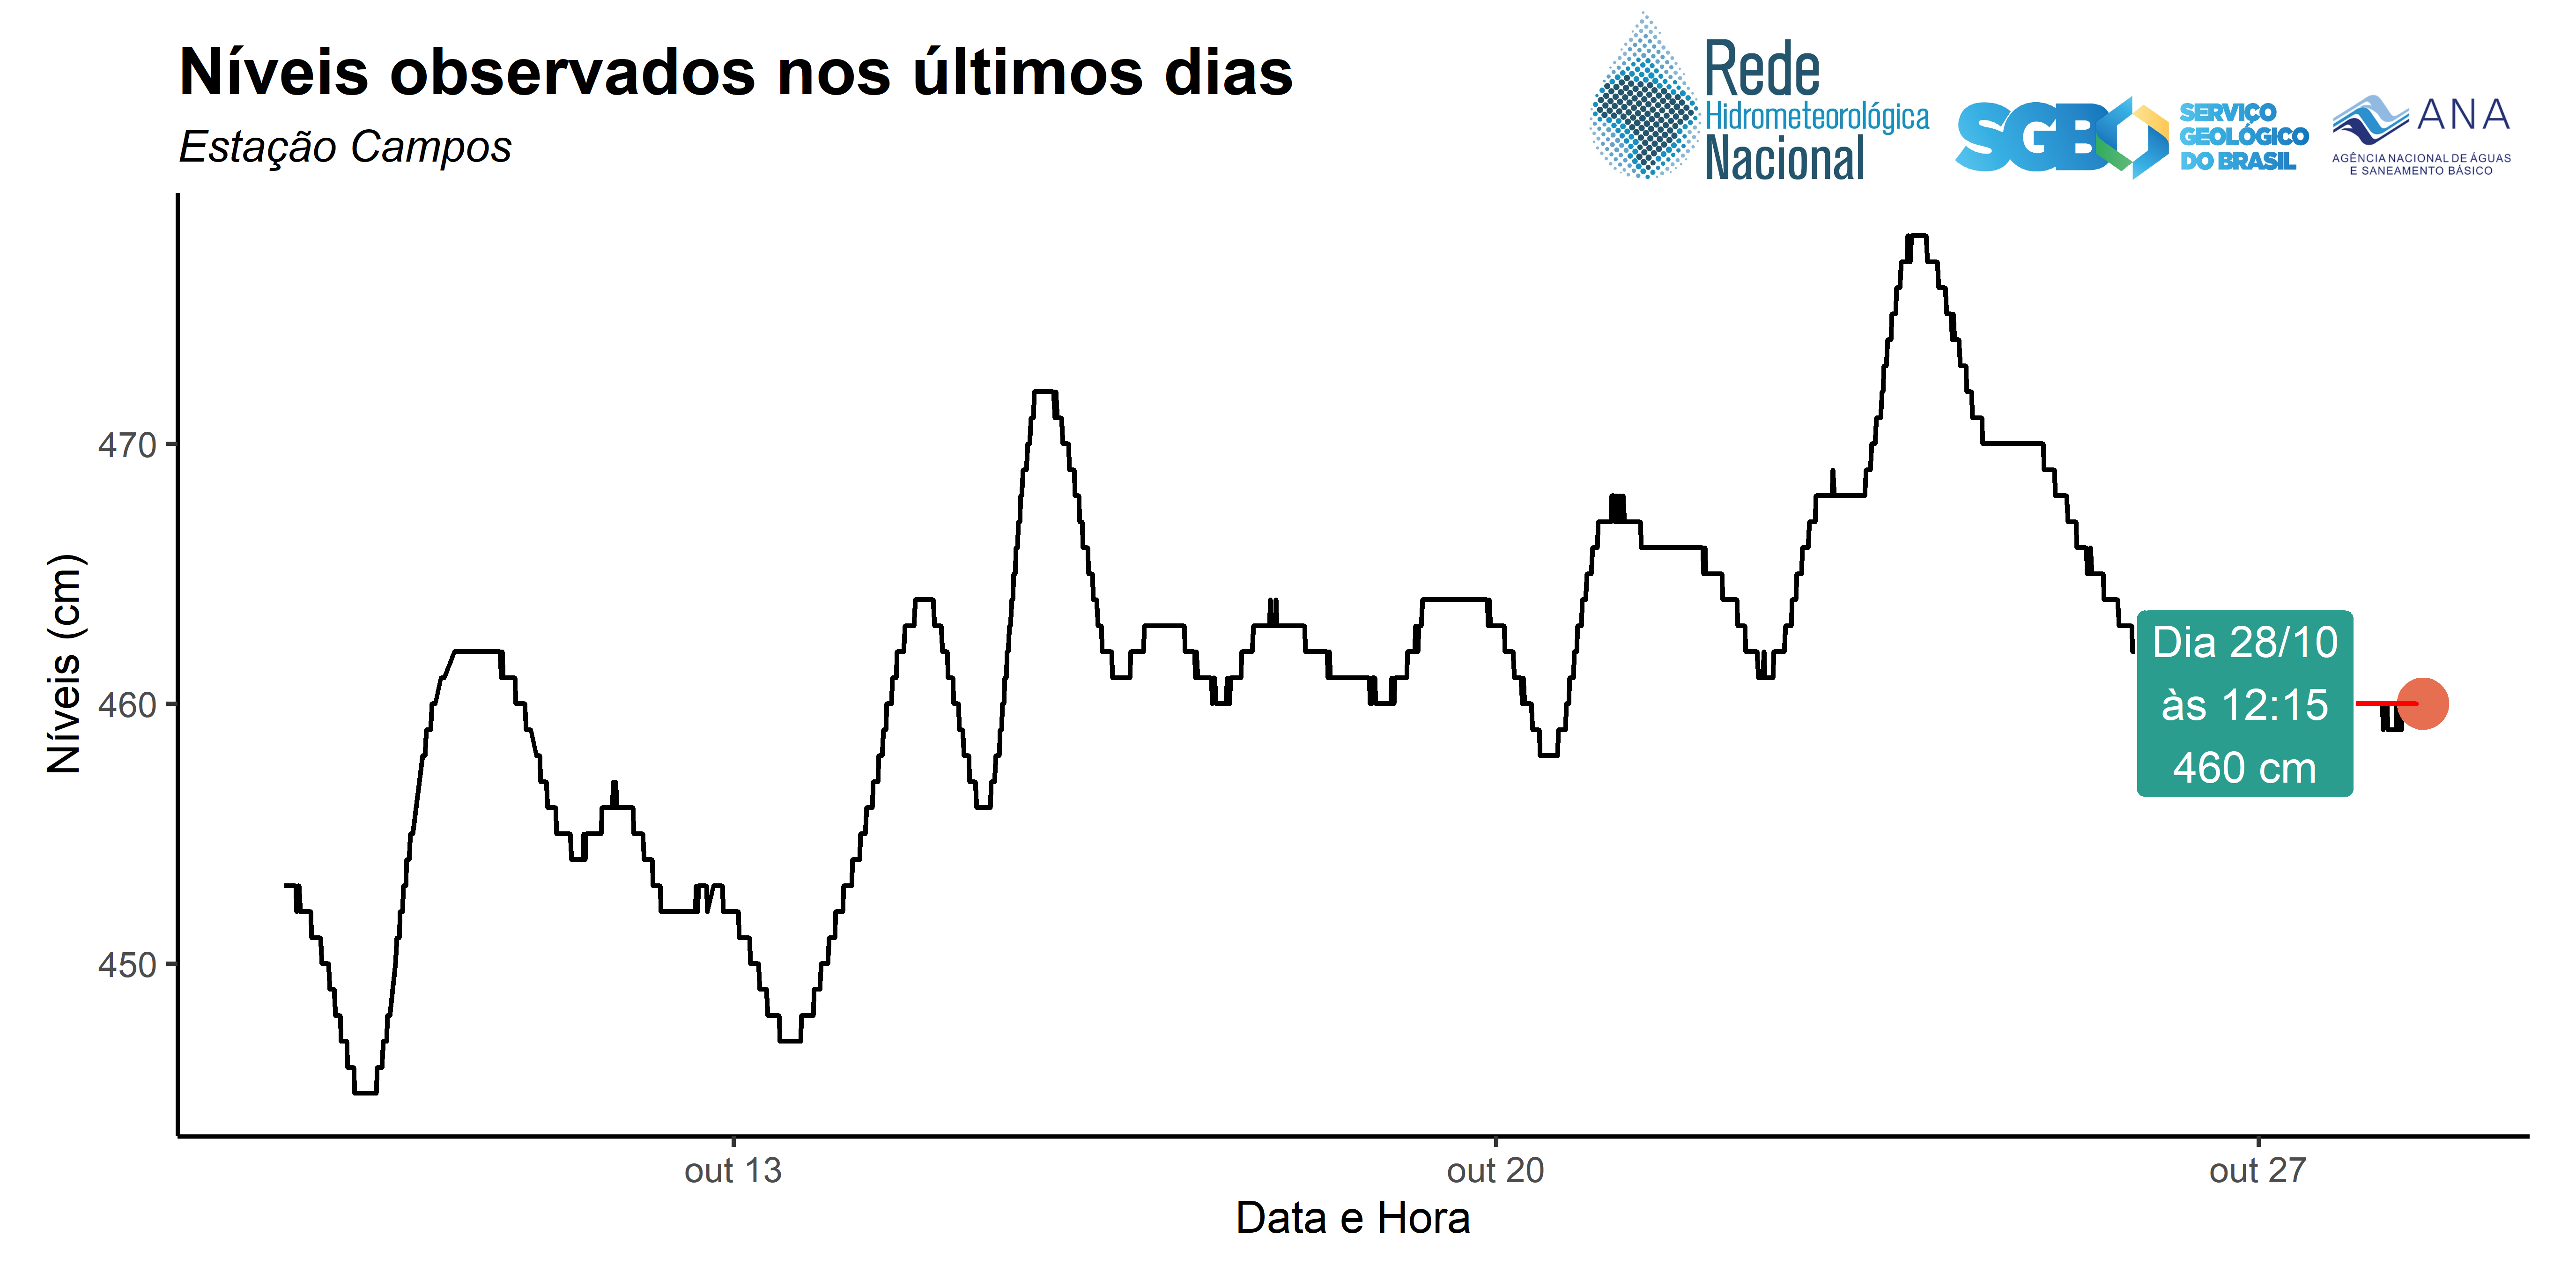 Níveis observados nos últimos dias
Estação Campos
Rede
Hidrometeorológica
Nacional
SGB
SERVIÇO
GEOLÓGICO
DO BRASIL
ANA
AGÊNCIA NACIONAL DE ÁGUAS
E SANEAMENTO BÁSICO
Níveis (cm)
470
460
450
Dia 28/10
às 12:15
460 cm
out 13
out 20
out 27
Data e Hora